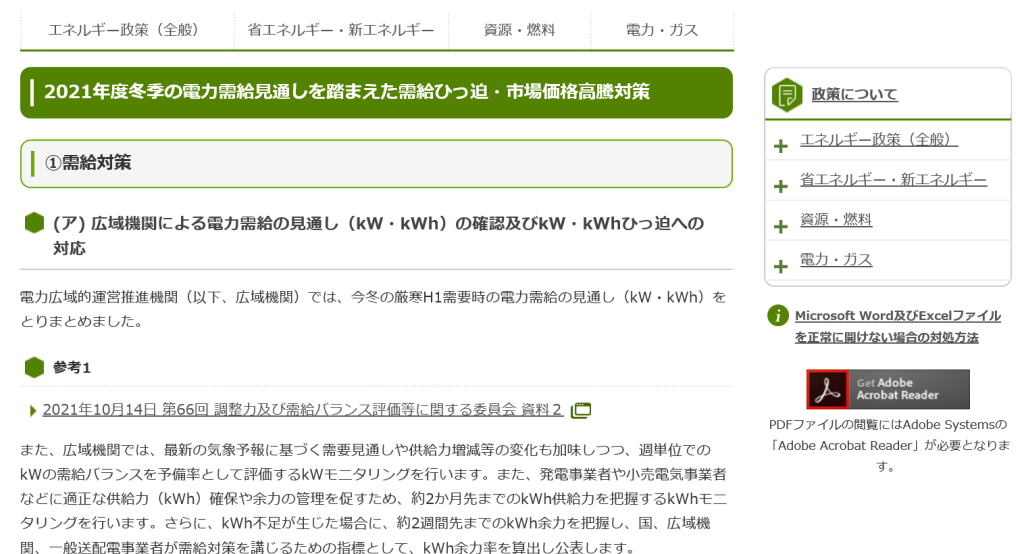 エネルギー政策（全般）
省エネルギー・新エネルギー
資源・燃料
電力・ガス
2021年度冬季の電力需給見通しを踏まえた需給ひっ迫・市場価格高騰対策
①需給対策
(ア) 広域機関による電力需給の見通し（kW・kWh）の確認及びkW・kWhひっ迫への
対応
電力広域的運営推進機関（以下、広域機関）では、今冬の厳寒H1需要時の電力需給の見通し（kW・kWh）を
とりまとめました。
参考1
2021年10月14日 第66回 調整力及び需給バランス評価等に関する委員会 資料２
また、広域機関では、最新の気象予報に基づく需要見通しや供給力増減等の変化も加味しつつ、週単位での
kWの需給バランスを予備率として評価するkWモニタリングを行います。また、発電事業者や小売電気事業者
などに適正な供給力（kWh）確保や余力の管理を促すため、約2か月先までのkWh供給力を把握するkWhモニ
タリングを行います。さらに、kWh不足が生じた場合に、約2週間先までのkWh余力を把握し、国、広域機
関、一般送配電事業者が需給対策を講じるための指標として、kWh余力率を算出し公表します。
政策について
エネルギー政策（全般）
省エネルギー・新エネルギー
資源・燃料
電力・ガス
Microsoft Word及びExcelファイル
を正常に開けない場合の対処方法
Get Adobe
Acrobat Reader
PDFファイルの閲覧にはAdobe Systemsの
「Adobe Acrobat Reader」が必要となりま
す。